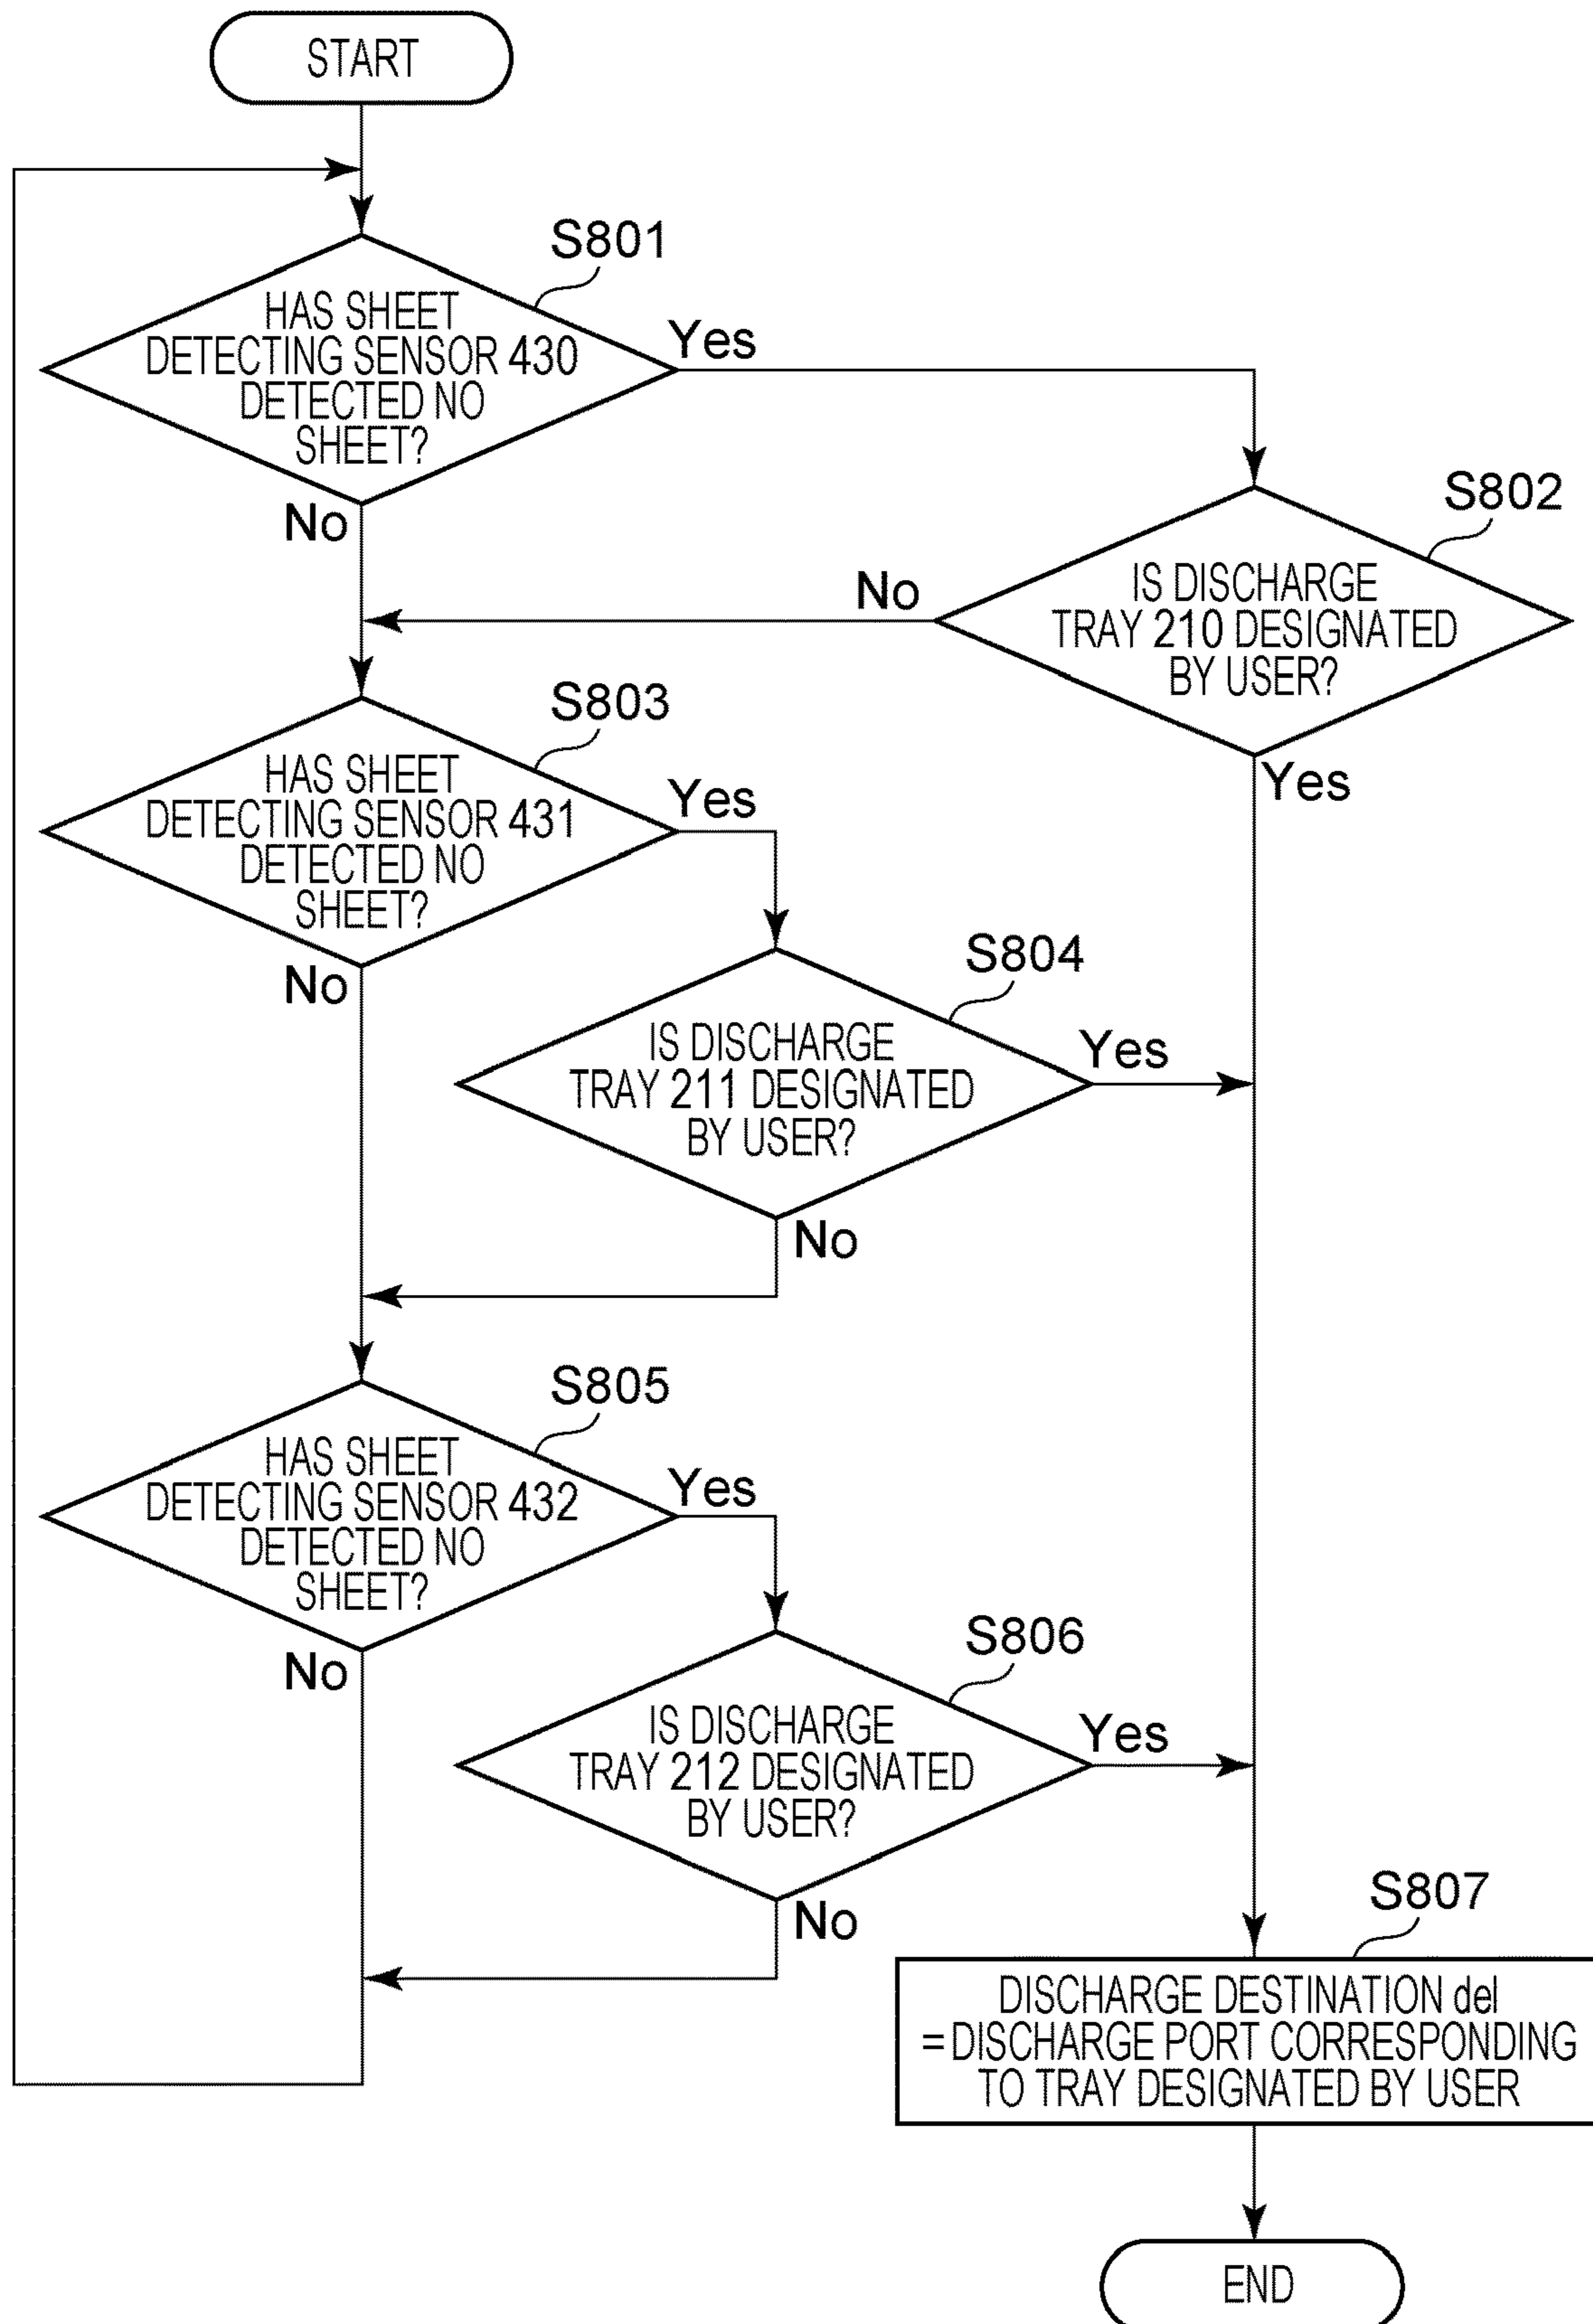 START
S801
HAS SHEET
DETECTING SENSOR 430
DETECTED NO
SHEET?
Yes
No
S802
IS DISCHARGE
TRAY 210 DESIGNATED
BY USER?
No
Yes
S803
HAS SHEET
DETECTING SENSOR 431
DETECTED NO
SHEET?
Yes
No
S804
IS DISCHARGE
TRAY 211 DESIGNATED
BY USER?
Yes
No
S805
HAS SHEET
DETECTING SENSOR 432
DETECTED NO
SHEET?
Yes
No
S806
IS DISCHARGE
TRAY 212 DESIGNATED
BY USER?
Yes
No
S807
DISCHARGE DESTINATION del
=DISCHARGE PORT CORRESPONDING
TO TRAY DESIGNATED BY USER
END